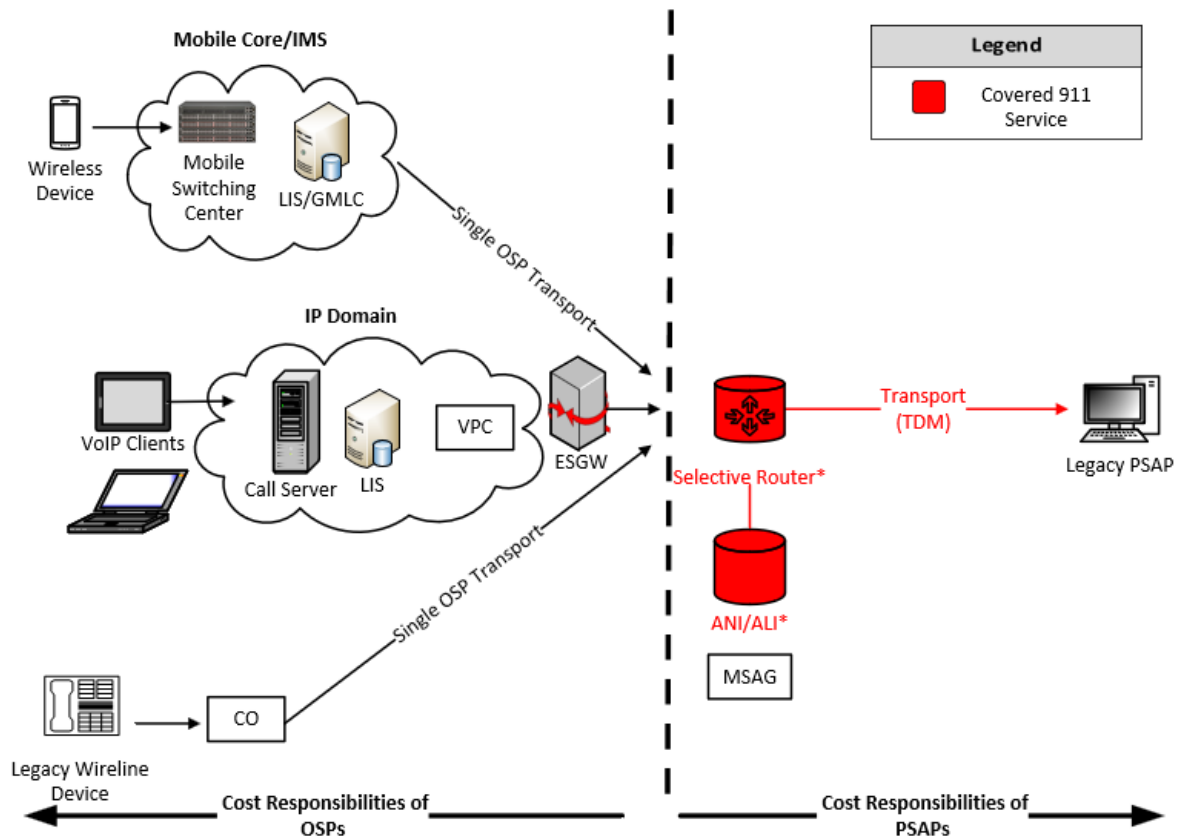 Mobile Core/IMS
Legend
Covered 911
Service
Wireless
Device
Mobile
Switching
Center
LIS/GMLC
Single OSP Transport
IP Domain
VoIP Clients
Call Server
LIS
VPC
ESGW
Selective Router*
Transport
(TDM)
Legacy PSAP
Single OSP Transport
ANI/ALI*
MSAG
Legacy Wireline
Device
CO
Cost Responsibilities of
OSPs
Cost Responsibilities of
PSAPs